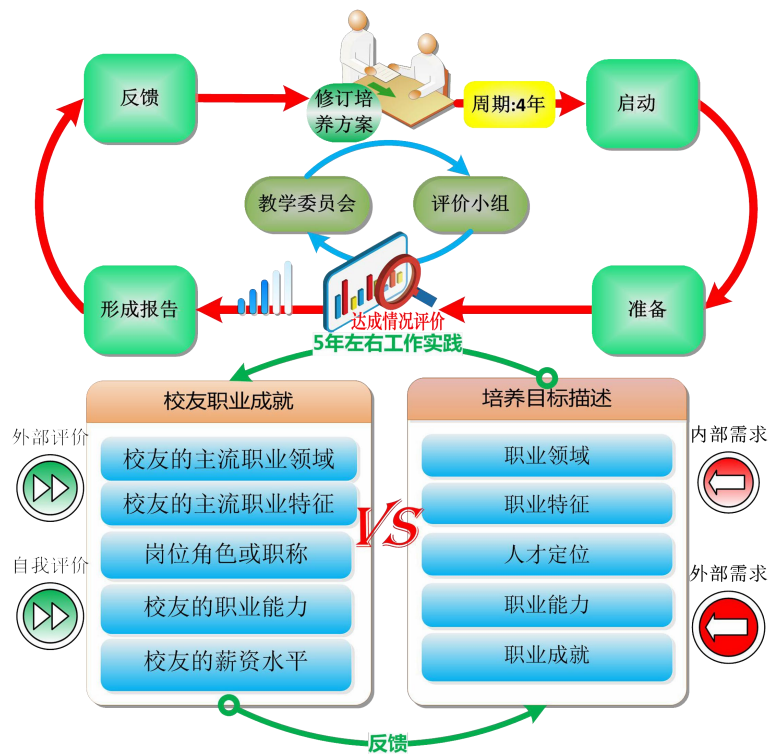 反馈
修订培
养方案
周期:4年
启动
教学委员会
评价小组
形成报告
达成情况评价
准备
5年左右工作实践
校友职业成就
培养目标描述
外部评价
自我评价
校友的主流职业领域
校友的主流职业特征
岗位角色或职称
校友的职业能力
校友的薪资水平
VS
职业领域
职业特征
人才定位
职业能力
职业成就
内部需求
外部需求
反馈